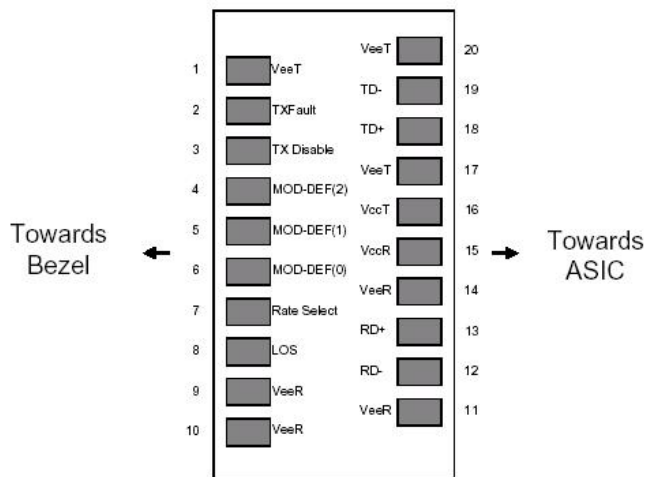 VeeT 20
1 VeeT
TD- 19
2 TXFault
TD+ 18
3 TX Disable
VeeT 17
4 MOD-DEF(2)
VccT 16
5 MOD-DEF(1)
Towards
Bezel
VccR 15
Towards
ASIC
6 MOD-DEF(0)
VeeR 14
7 Rate Select
RD+ 13
8 LOS
RD- 12
9 VeeR
VeeR 11
10 VeeR